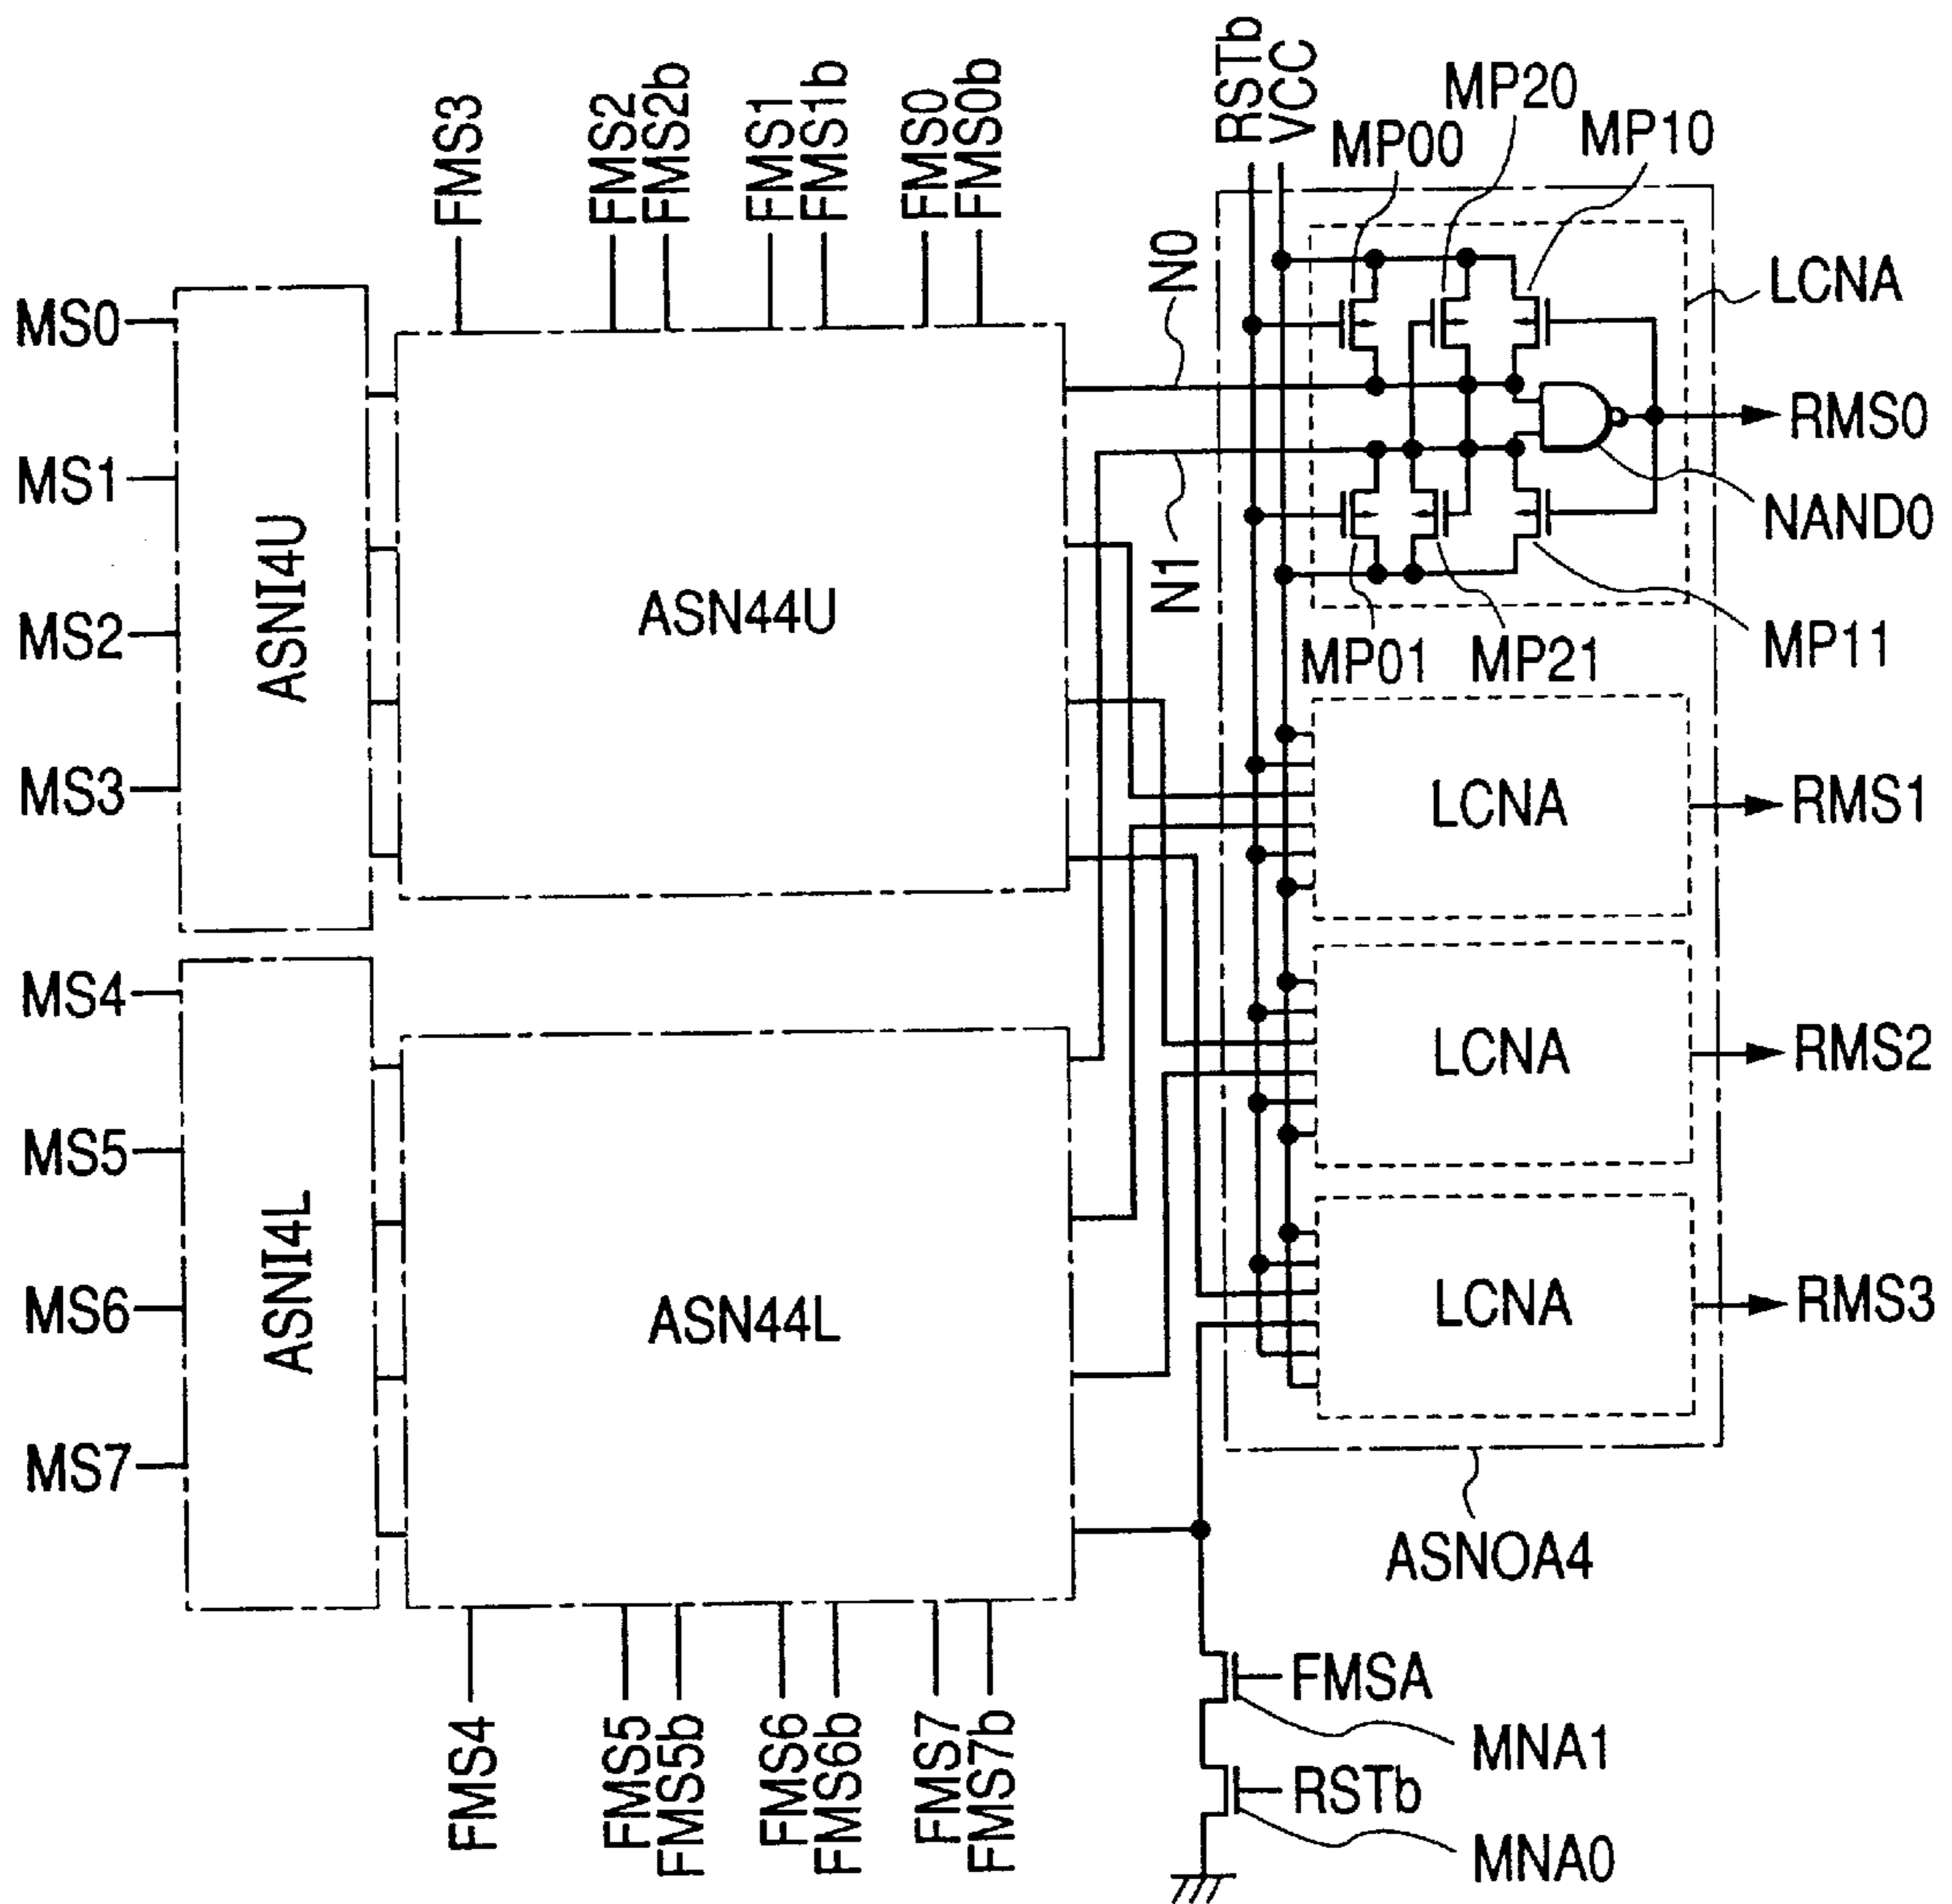 FMS3
FMS2
FMS2b
FMS1
FMS1b
FMS0
FMS0b
RSTb
VCC
MP20
MP00
MP10
N0
LCNA
MS0
RMS0
MS1
ASNI4U
NAND0
ASN44U
N1
MS2
MP01
MP21
MP11
MS3
LCNA
RMS1
MS4
LCNA
RMS2
MS5
ASNI4L
MS6
ASN44L
LCNA
RMS3
MS7
ASNOA4
FMS4
FMS5
FMS5b
FMS6
FMS6b
FMS7
FMS7b
FMSA
MNA1
RSTb
MNA0